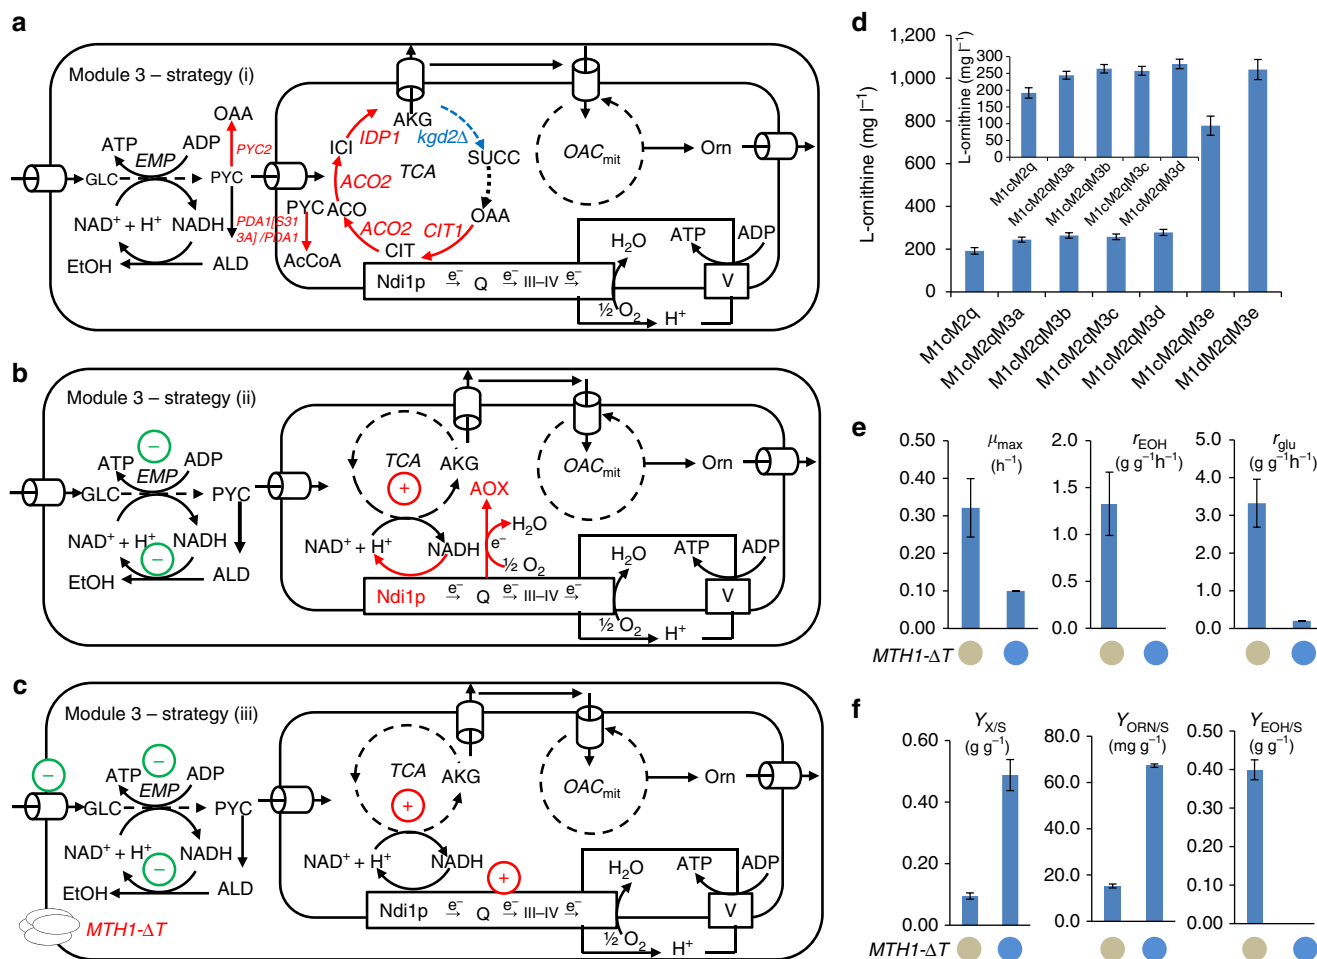 a
Module 3 – strategy (i)
OAA
ATP
ADP
PYC2
EMP
GLC
PYC
NAD⁺ + H⁺
NADH
PDA1[S31
3A] /PDA1
EtOH
ALD
AKG
IDP1
kgd2Δ
ICI
SUCC
TCA
ACO2
PYC
ACO
OAA
ACO2
CIT1
CIT
AcCoA
OAC mit
Orn
Ndi1p
e⁻
Q
e⁻
III–IV
e⁻
H₂O
½ O₂
ATP
ADP
V
H⁺
b
Module 3 – strategy (ii)
−
ATP
ADP
EMP
GLC
PYC
NAD⁺ + H⁺
NADH
−
EtOH
ALD
TCA
AKG
+
AOX
NAD⁺ + H⁺
NADH
H₂O
e⁻
½ O₂
OAC mit
Orn
Ndi1p
e⁻
Q
e⁻
III–IV
e⁻
H₂O
½ O₂
ATP
ADP
V
H⁺
c
Module 3 – strategy (iii)
−
−
ATP
ADP
EMP
GLC
PYC
NAD⁺ + H⁺
NADH
−
EtOH
ALD
MTH1-ΔT
TCA
AKG
+
NAD⁺ + H⁺
NADH
+
OAC mit
Orn
Ndi1p
e⁻
Q
e⁻
III–IV
e⁻
H₂O
½ O₂
ATP
ADP
V
H⁺
d
L-ornithine (mg l⁻¹)
1,200
1,000
800
600
400
200
0
M1cM2q
M1cM2qM3a
M1cM2qM3b
M1cM2qM3c
M1cM2qM3d
M1cM2qM3e
M1dM2qM3e
L-ornithine (mg l⁻¹)
300
250
200
150
100
50
0
M1cM2q
M1cM2qM3a
M1cM2qM3b
M1cM2qM3c
M1cM2qM3d
e
μmax
(h⁻¹)
0.50
0.40
0.30
0.20
0.10
0.00
rEOH
(g g⁻¹h⁻¹)
2.0
1.5
1.0
0.5
0.0
rglu
(g g⁻¹h⁻¹)
5.0
4.0
3.0
2.0
1.0
0.0
MTH1-ΔT
f
YX/S
(g g⁻¹)
0.60
0.40
0.20
0.00
YORN/S
(mg g⁻¹)
80.0
60.0
40.0
20.0
0.0
YEOH/S
(g g⁻¹)
0.50
0.40
0.30
0.20
0.10
0.00
MTH1-ΔT